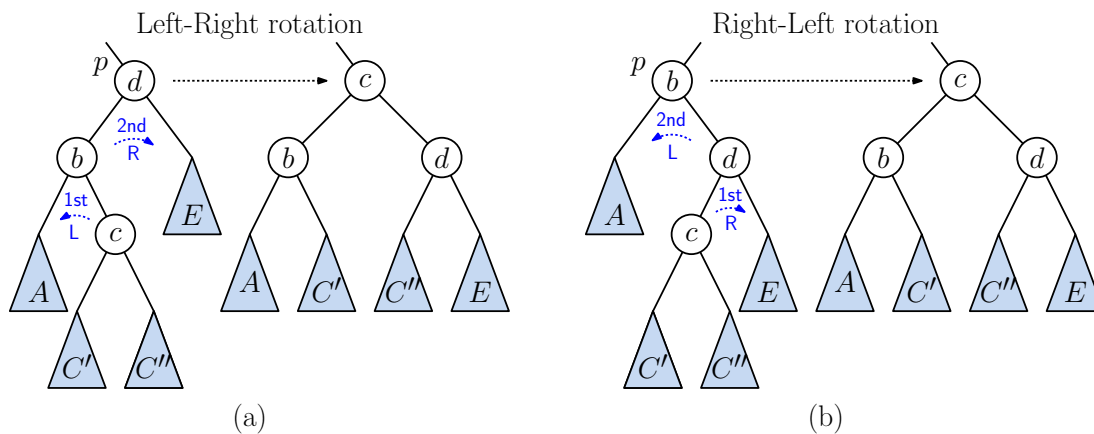 Left-Right rotation
Right-Left rotation
p d c
p b c
2nd
R
2nd
L
b b d
d b d
1st
L
1st
R
E c
A c
A A C′ C″ E
E A C′ C″ E
C′ C″
C′ C″
(a)
(b)